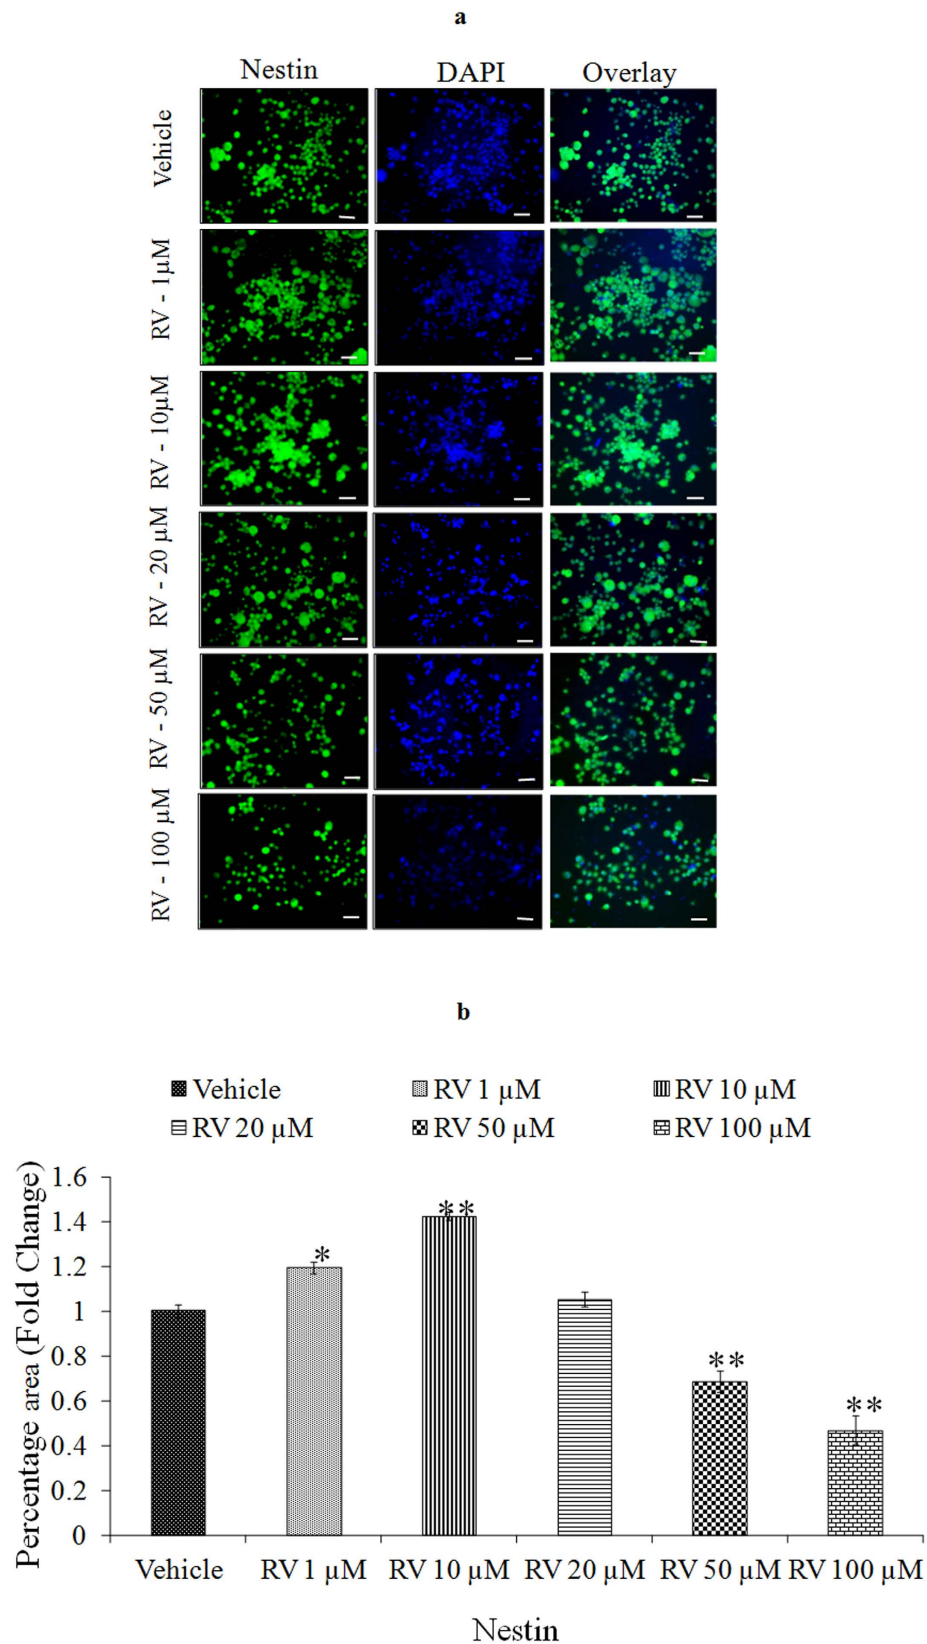 a
Nestin DAPI Overlay
Vehicle
RV - 1µM
RV - 10µM
RV - 20 µM
RV - 50 µM
RV - 100 µM
b
Vehicle RV 1 µM RV 10 µM
RV 20 µM RV 50 µM RV 100 µM
Percentage area (Fold Change)
1.6
1.4
1.2
1
0.8
0.6
0.4
0.2
0
*
**
**
**
Vehicle RV 1 µM RV 10 µM RV 20 µM RV 50 µM RV 100 µM
Nestin